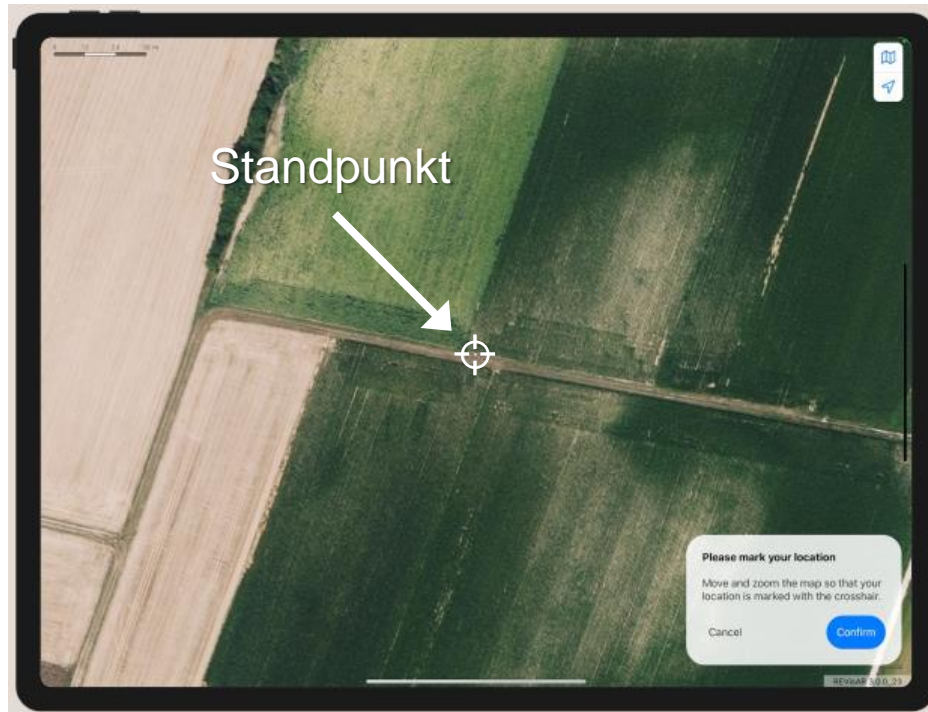 Standpunkt
Please mark your location
Move and zoom the map so that your
location is marked with the crosshair.
Cancel
Confirm